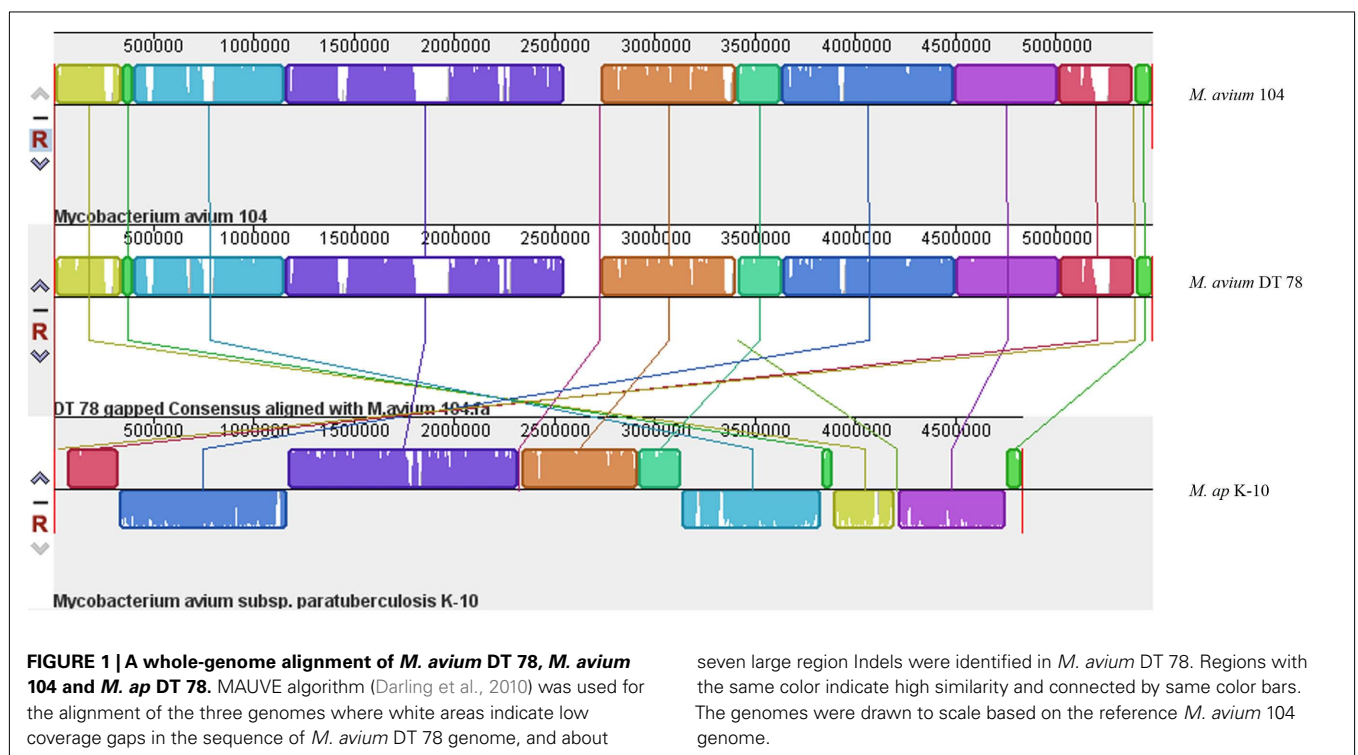 500000 1000000 1500000 2000000 2500000 3000000 3500000 4000000 4500000 5000000
M. avium 104
R
Mycobacterium avium 104
500000 1000000 1500000 2000000 2500000 3000000 3500000 4000000 4500000 5000000
M. avium DT 78
R
DT 78 gapped Consensus aligned with M,avium 104.fa
500000 1000000 1500000 2000000 2500000 3000000 3500000 4000000 4500000
M. ap K-10
R
Mycobacterium avium subsp. paratuberculosis K-10
FIGURE 1 | A whole-genome alignment of M. avium DT 78, M. avium
104 and M. ap DT 78. MAUVE algorithm (Darling et al., 2010) was used for
the alignment of the three genomes where white areas indicate low
coverage gaps in the sequence of M. avium DT 78 genome, and about
seven large region Indels were identified in M. avium DT 78. Regions with
the same color indicate high similarity and connected by same color bars.
The genomes were drawn to scale based on the reference M. avium 104
genome.